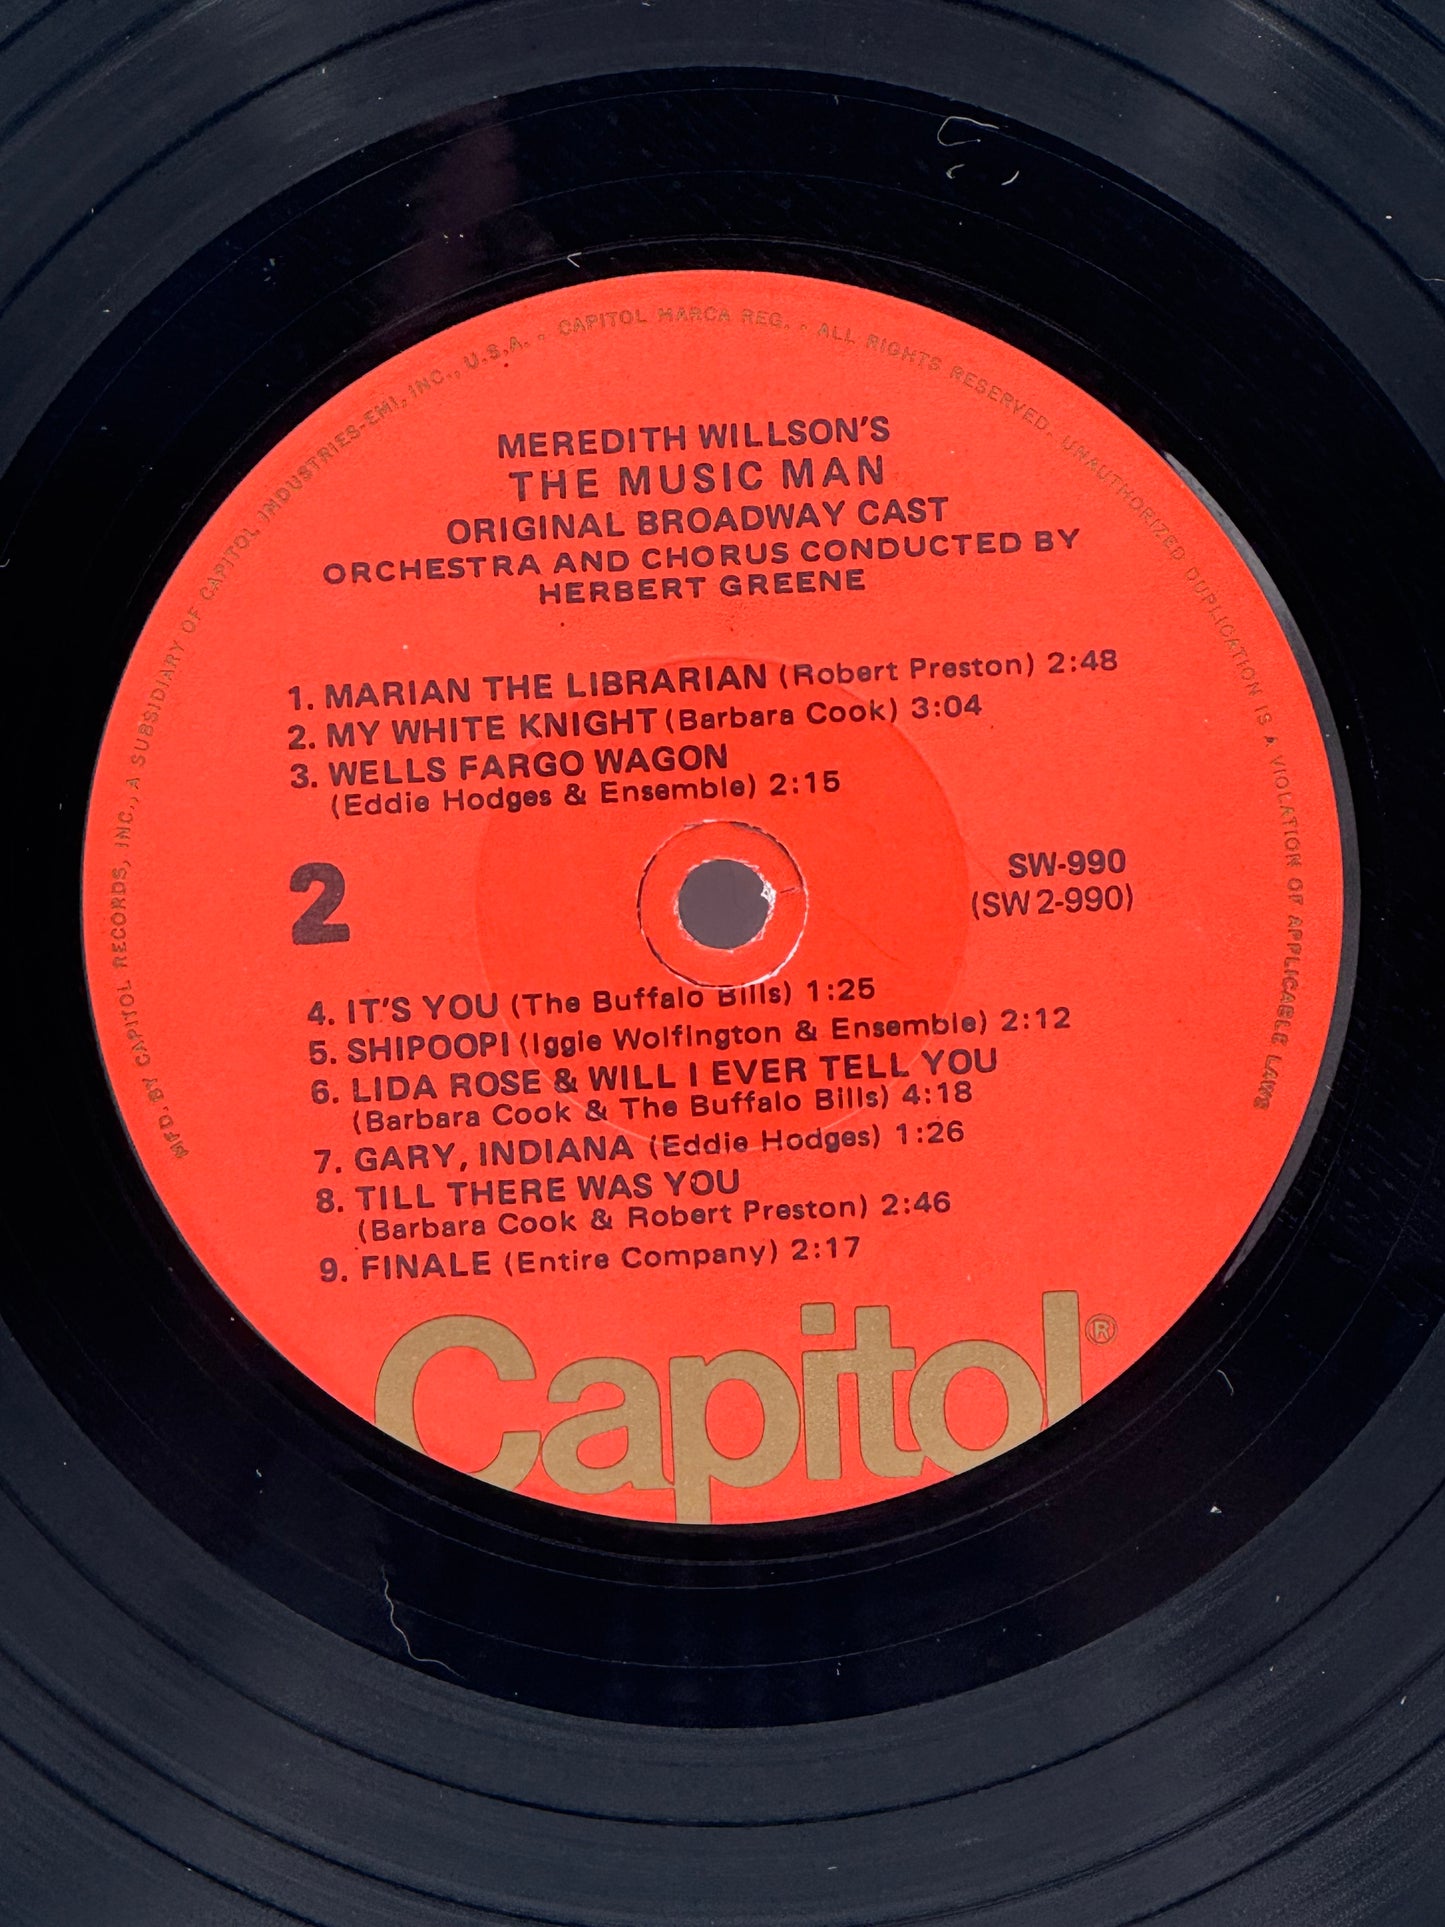 MFD. BY CAPITOL RECORDS, INC., A SUBSIDIARY OF CAPITOL INDUSTRIES-EMI, INC., U.S.A. · CAPITOL MARCA REG. · ALL RIGHTS RESERVED. UNAUTHORIZED DUPLICATION IS A VIOLATION OF APPLICABLE LAWS
MEREDITH WILLSON'S
THE MUSIC MAN
ORIGINAL BROADWAY CAST
ORCHESTRA AND CHORUS CONDUCTED BY
HERBERT GREENE
1. MARIAN THE LIBRARIAN (Robert Preston) 2:48
2. MY WHITE KNIGHT (Barbara Cook) 3:04
3. WELLS FARGO WAGON
(Eddie Hodges & Ensemble) 2:15
2
SW-990
(SW 2-990)
4. IT'S YOU (The Buffalo Bills) 1:25
5. SHIPOOPI (Iggie Wolfington & Ensemble) 2:12
6. LIDA ROSE & WILL I EVER TELL YOU
(Barbara Cook & The Buffalo Bills) 4:18
7. GARY, INDIANA (Eddie Hodges) 1:26
8. TILL THERE WAS YOU
(Barbara Cook & Robert Preston) 2:46
9. FINALE (Entire Company) 2:17
Capitol®